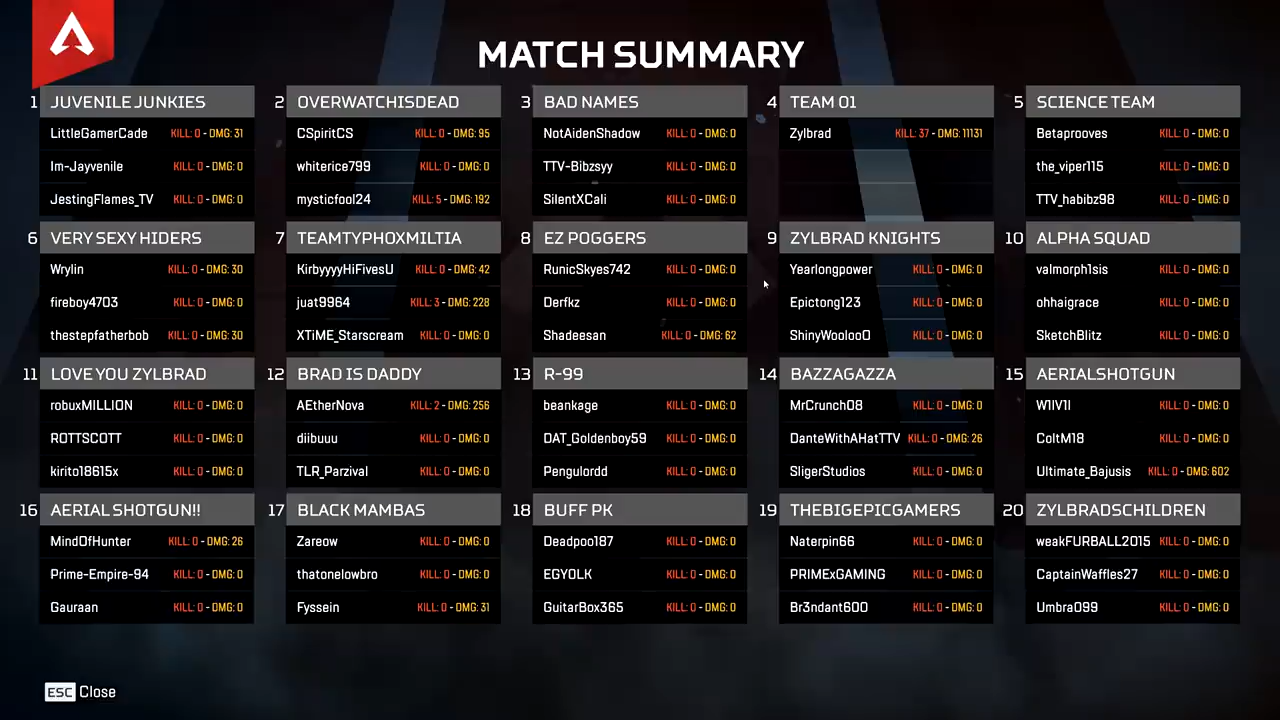 MATCH SUMMARY
1 JUVENILE JUNKIES
LittleGamerCade KILL: 0 - DMG: 31
Im-Jayvenile KILL: 0 - DMG: 0
JestingFlames_TV KILL: 0 - DMG: 0
2 OVERWATCHISDEAD
CSpiritCS KILL: 0 - DMG: 95
whiterice799 KILL: 0 - DMG: 0
mysticfool24 KILL: 5 - DMG: 192
3 BAD NAMES
NotAidenShadow KILL: 0 - DMG: 0
TTV-Bibzsyy KILL: 0 - DMG: 0
SilentXCali KILL: 0 - DMG: 0
4 TEAM 01
Zylbrad KILL: 37 - DMG: 11131
5 SCIENCE TEAM
Betaprooves KILL: 0 - DMG: 0
the_viper115 KILL: 0 - DMG: 0
TTV_habibz98 KILL: 0 - DMG: 0
6 VERY SEXY HIDERS
Wrylin KILL: 0 - DMG: 30
fireboy4703 KILL: 0 - DMG: 0
thestepfatherbob KILL: 0 - DMG: 30
7 TEAMTYPHOXMILTIA
KirbyyyyHiFivesU KILL: 0 - DMG: 42
juat9964 KILL: 3 - DMG: 228
XTiME_Starscream KILL: 0 - DMG: 0
8 EZ POGGERS
RunicSkyes742 KILL: 0 - DMG: 0
Derfkz KILL: 0 - DMG: 0
Shadeesan KILL: 0 - DMG: 62
9 ZYLBRAD KNIGHTS
Yearlongpower KILL: 0 - DMG: 0
Epictong123 KILL: 0 - DMG: 0
ShinyWoolooO KILL: 0 - DMG: 0
10 ALPHA SQUAD
valmorph1sis KILL: 0 - DMG: 0
ohhaigrace KILL: 0 - DMG: 0
SketchBlitz KILL: 0 - DMG: 0
11 LOVE YOU ZYLBRAD
robuxMILLION KILL: 0 - DMG: 0
ROTTSCOTT KILL: 0 - DMG: 0
kirito18615x KILL: 0 - DMG: 0
12 BRAD IS DADDY
AEtherNova KILL: 2 - DMG: 256
diibuuu KILL: 0 - DMG: 0
TLR_Parzival KILL: 0 - DMG: 0
13 R-99
beankage KILL: 0 - DMG: 0
DAT_Goldenboy59 KILL: 0 - DMG: 0
Pengulordd KILL: 0 - DMG: 0
14 BAZZAGAZZA
MrCrunch08 KILL: 0 - DMG: 0
DanteWithAHatTTV KILL: 0 - DMG: 26
SligerStudios KILL: 0 - DMG: 0
15 AERIALSHOTGUN
W1lV1l KILL: 0 - DMG: 0
ColtM18 KILL: 0 - DMG: 0
Ultimate_Bajusis KILL: 0 - DMG: 602
16 AERIAL SHOTGUN!!
MindOfHunter KILL: 0 - DMG: 26
Prime-Empire-94 KILL: 0 - DMG: 0
Gauraan KILL: 0 - DMG: 0
17 BLACK MAMBAS
Zareow KILL: 0 - DMG: 0
thatonelowbro KILL: 0 - DMG: 0
Fyssein KILL: 0 - DMG: 31
18 BUFF PK
Deadpoo187 KILL: 0 - DMG: 0
EGYOLK KILL: 0 - DMG: 0
GuitarBox365 KILL: 0 - DMG: 0
19 THEBIGEPICGAMERS
Naterpin66 KILL: 0 - DMG: 0
PRIMExGAMING KILL: 0 - DMG: 0
Br3ndant600 KILL: 0 - DMG: 0
20 ZYLBRADSCHILDREN
weakFURBALL2015 KILL: 0 - DMG: 0
CaptainWaffles27 KILL: 0 - DMG: 0
Umbra099 KILL: 0 - DMG: 0
ESC Close